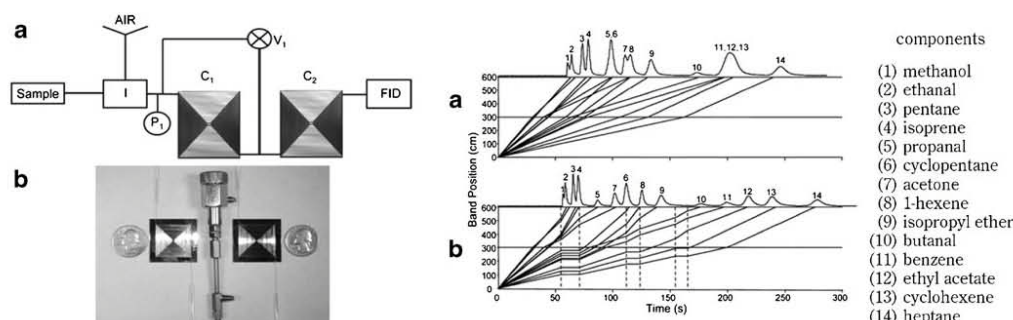 a
AIR
V1
C1
C2
Sample
I
FID
P1
b
1 2 3 4 5,6 7 8 9 10 11,12,13 14
600
500
400
300
200
100
0
a
Band Position (cm)
1 2 3 4 5 7 6 8 9 10 11 12 13 14
600
500
400
300
200
100
0
b
0 50 100 150 200 250 300
Time (s)
components
(1) methanol
(2) ethanal
(3) pentane
(4) isoprene
(5) propanal
(6) cyclopentane
(7) acetone
(8) 1-hexene
(9) isopropyl ether
(10) butanal
(11) benzene
(12) ethyl acetate
(13) cyclohexene
(14) heptane